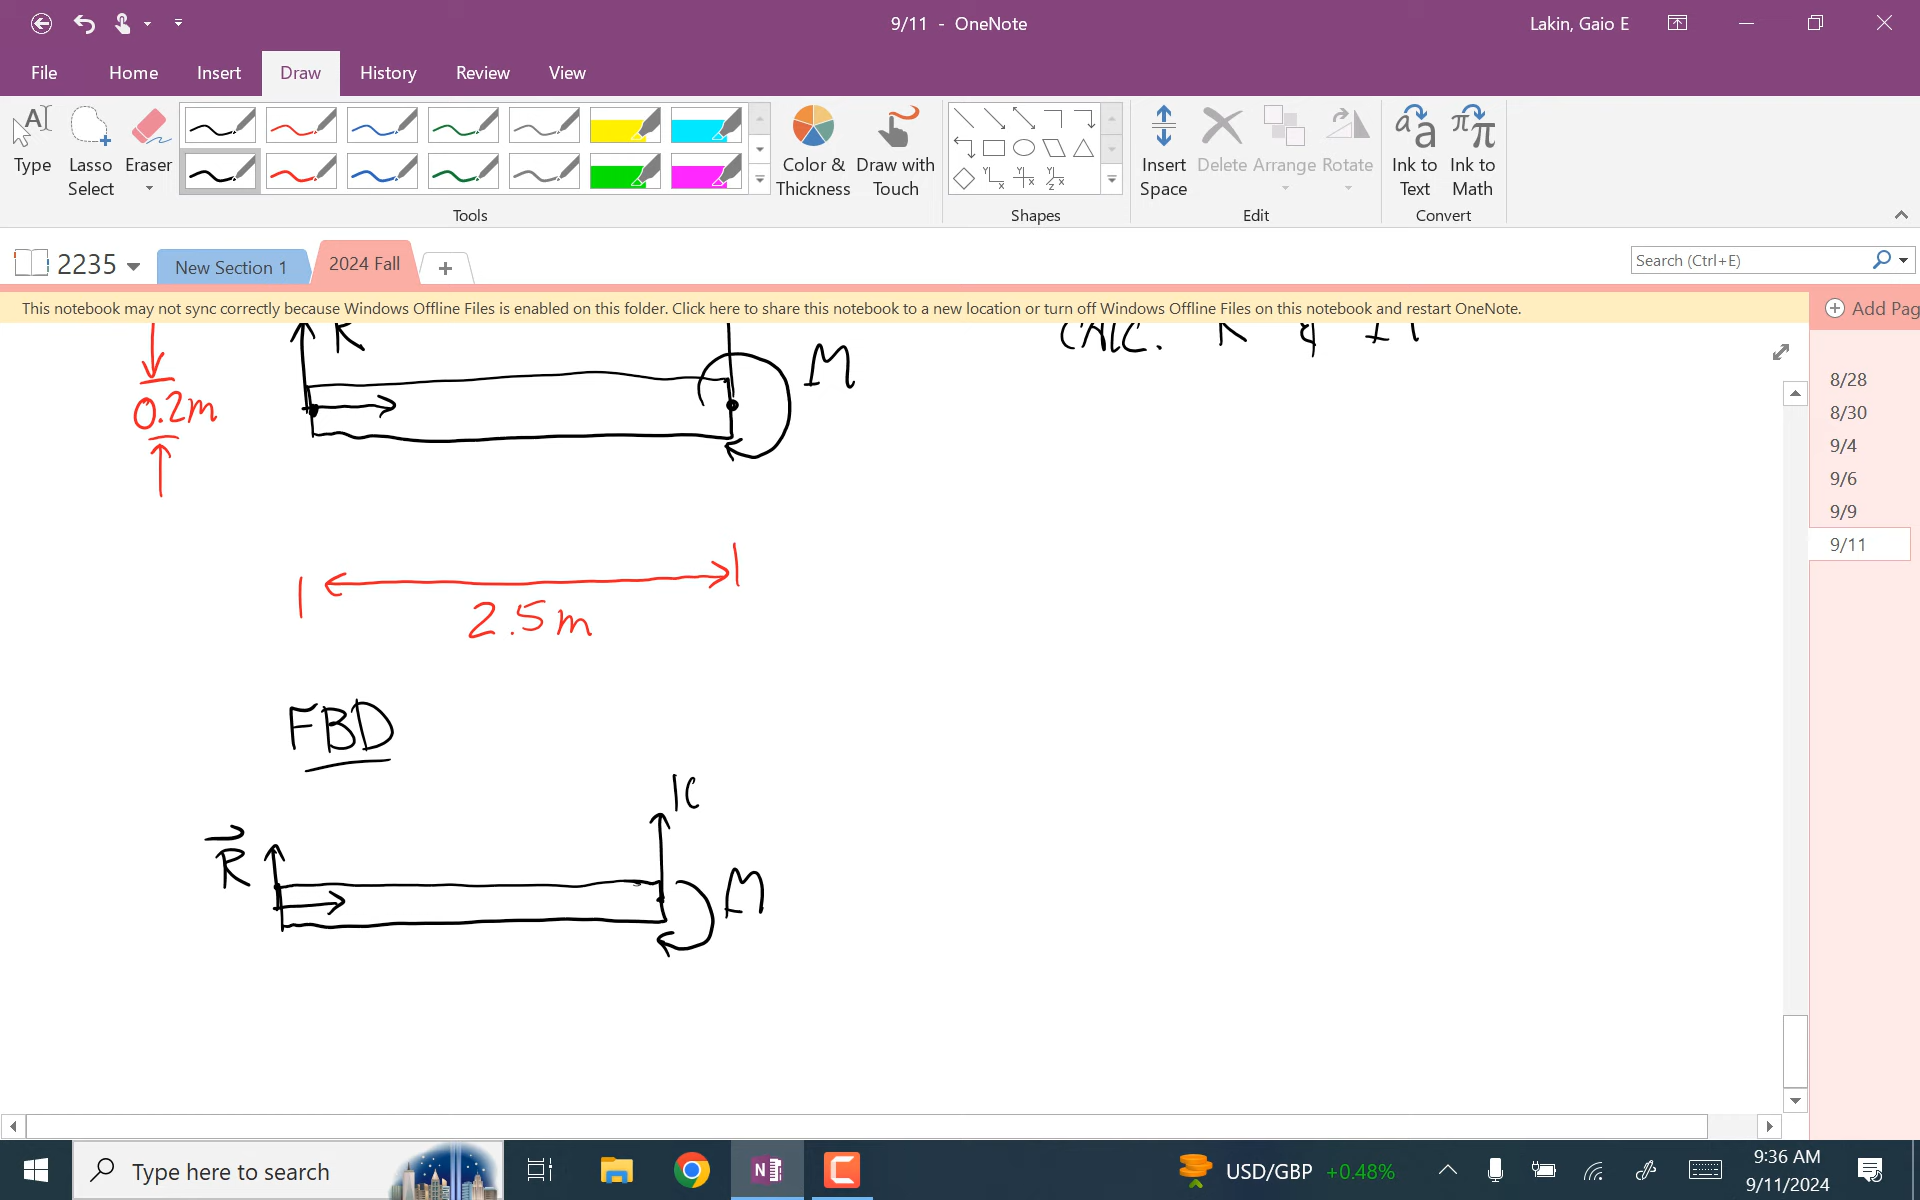 9/11 - OneNote
Lakin, Gaio E
File Home Insert Draw History Review View
Type
Lasso Select
Eraser
Color & Thickness
Draw with Touch
Insert Space
Delete Arrange Rotate
Ink to Text
Ink to Math
Tools
Shapes
Edit
Convert
2235
New Section 1
2024 Fall
Search (Ctrl+E)
This notebook may not sync correctly because Windows Offline Files is enabled on this folder. Click here to share this notebook to a new location or turn off Windows Offline Files on this notebook and restart OneNote.
Add Pag
8/28
8/30
9/4
9/6
9/9
9/11
R
CALC. R & M
M
0.2m
2.5m
FBD
R
M
Type here to search
USD/GBP +0.48%
9:36 AM
9/11/2024